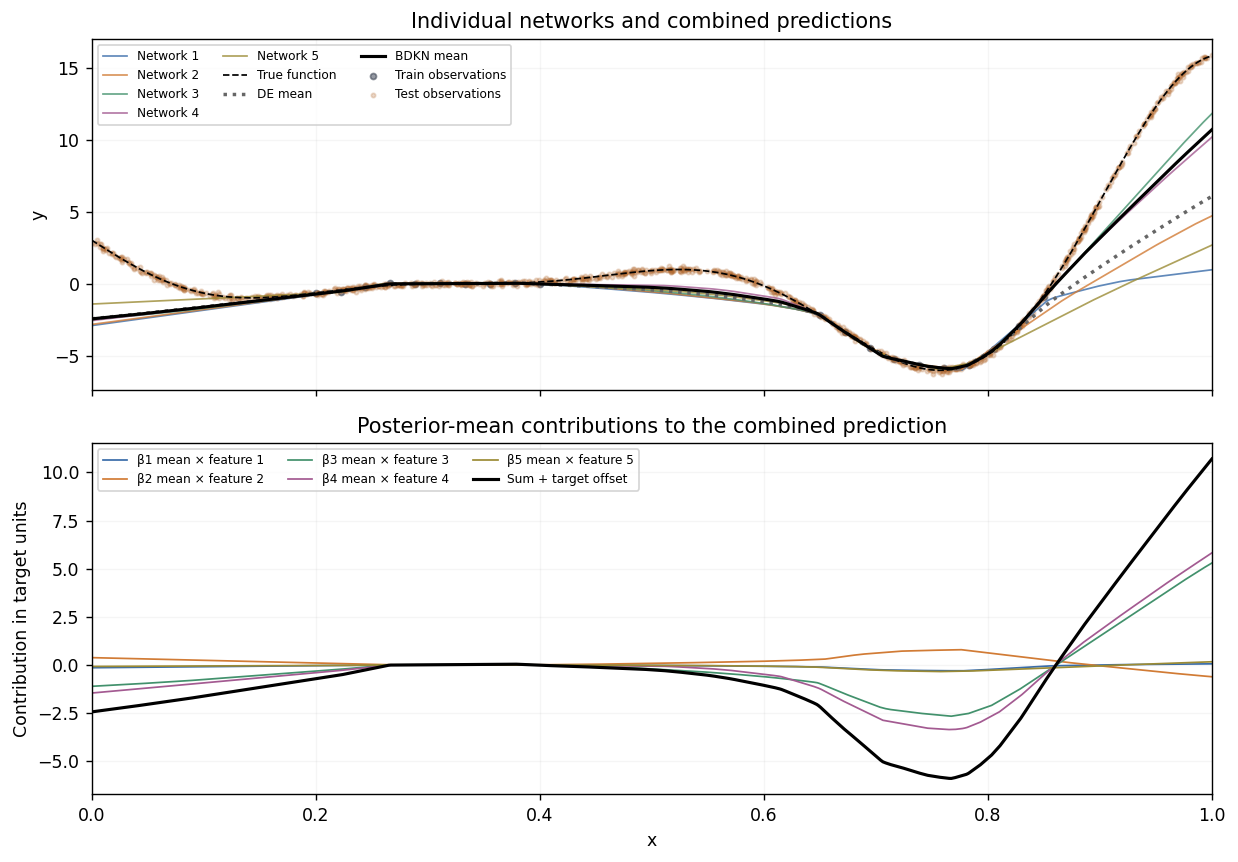 Individual networks and combined predictions
Network 1
Network 2
Network 3
Network 4
Network 5
True function
DE mean
BDKN mean
Train observations
Test observations
15
10
5
0
−5
y
Posterior-mean contributions to the combined prediction
β1 mean × feature 1
β2 mean × feature 2
β3 mean × feature 3
β4 mean × feature 4
β5 mean × feature 5
Sum + target offset
10.0
7.5
5.0
2.5
0.0
−2.5
−5.0
Contribution in target units
0.0 0.2 0.4 0.6 0.8 1.0
x